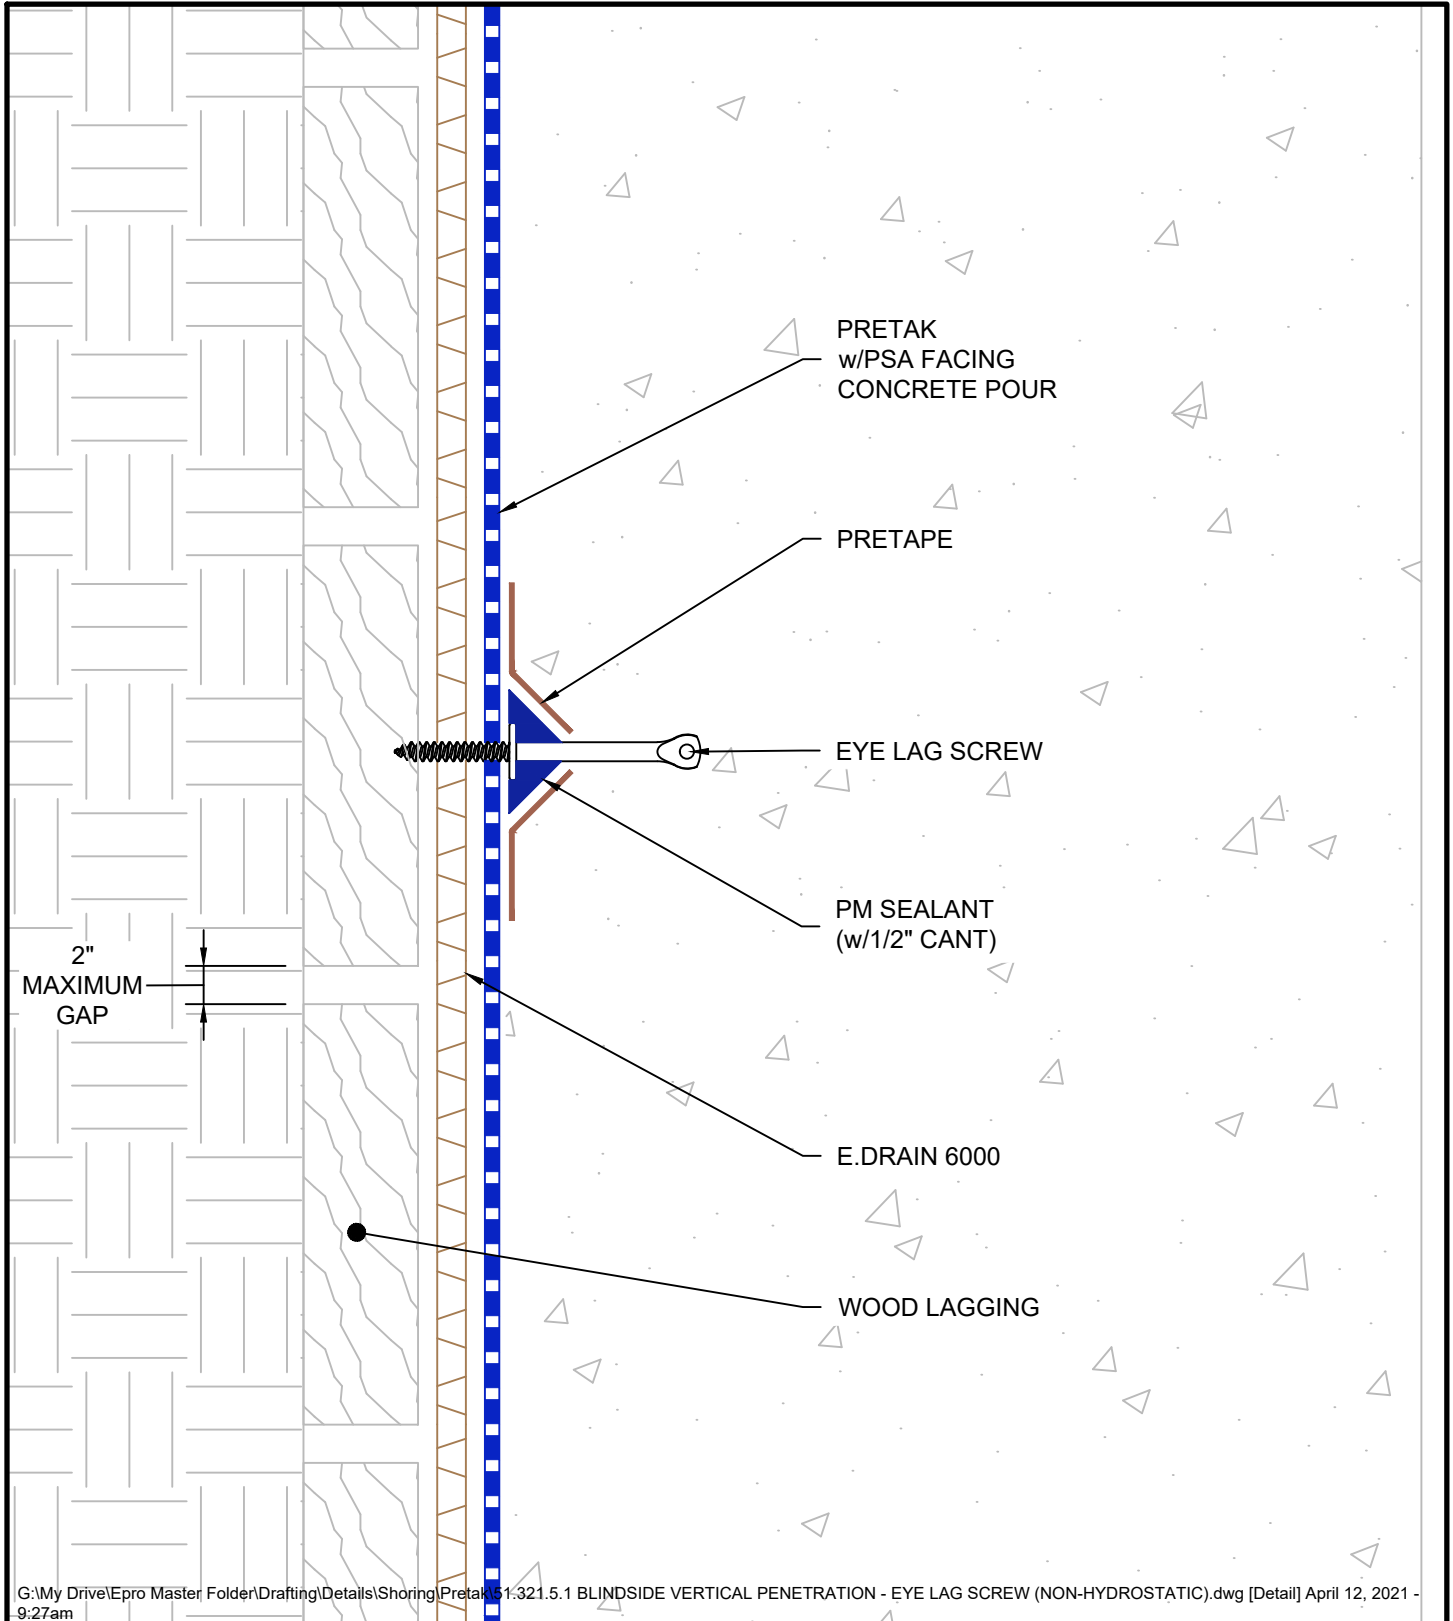 PRETAK
w/PSA FACING
CONCRETE POUR
PRETAPE
EYE LAG SCREW
PM SEALANT
(w/1/2" CANT)
2"
MAXIMUM
GAP
E.DRAIN 6000
WOOD LAGGING
G:\My Drive\Epro Master Folder\Drafting\Details\Shoring\Pretak\51.321.5.1 BLINDSIDE VERTICAL PENETRATION - EYE LAG SCREW (NON-HYDROSTATIC).dwg [Detail] April 12, 2021 -
9:27am